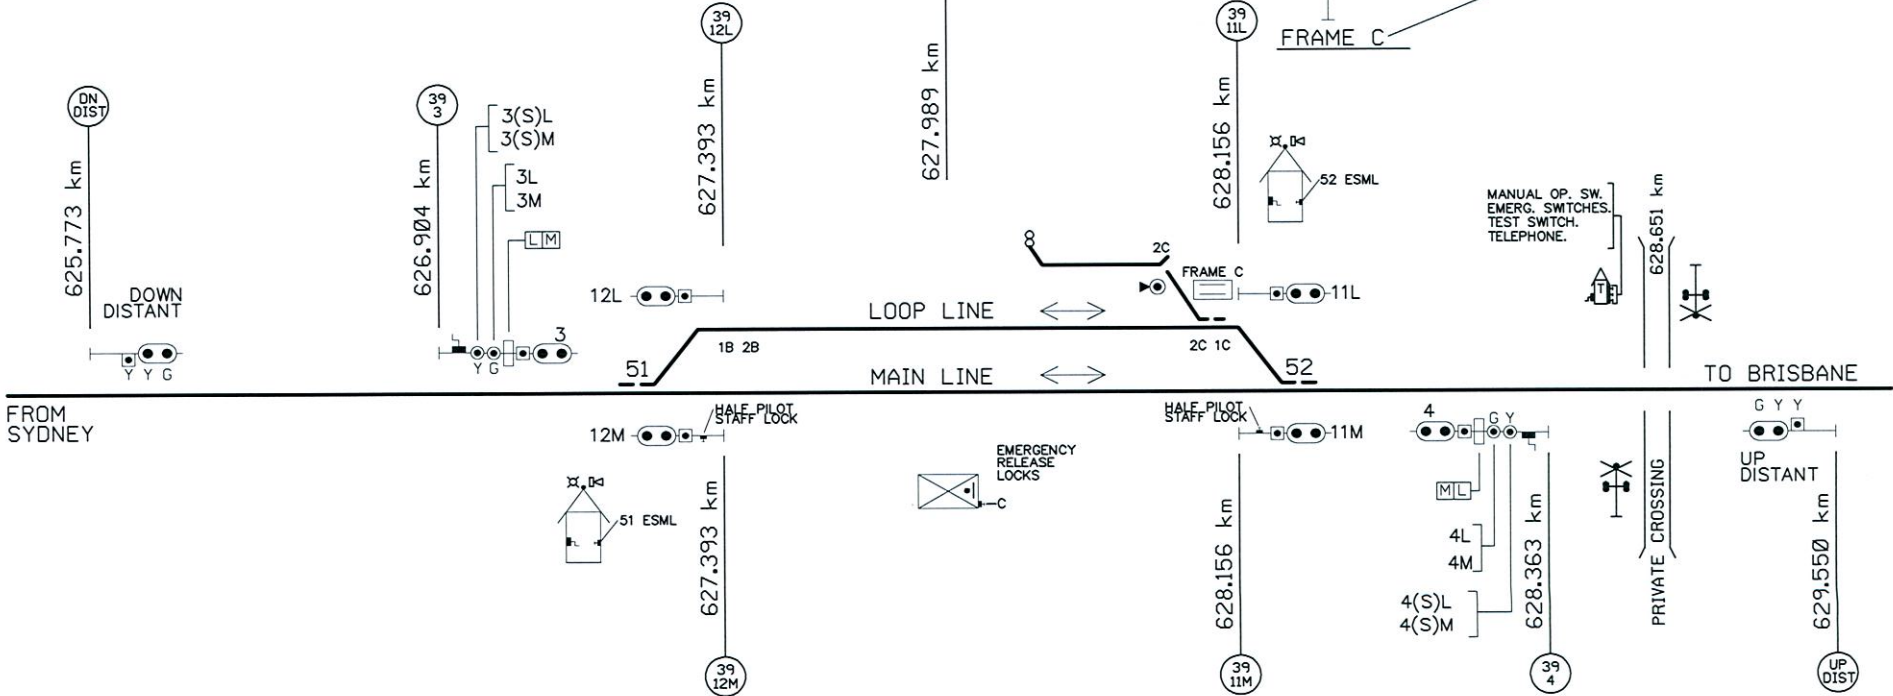 39
12L
39
11L
FRAME C
DN
DIST
39
3
3(S)L
3(S)M
3L
3M
L M
625.773 km
626.904 km
627.393 km
627.989 km
628.156 km
52 ESML
MANUAL OP. SW.
EMERG. SWITCHES.
TEST SWITCH.
TELEPHONE.
T
628.651 km
8
2C
FRAME C
12L
11L
DOWN
DISTANT
LOOP LINE
3
Y Y G
Y G
1B 2B
2C 1C
51
MAIN LINE
52
TO BRISBANE
FROM
SYDNEY
HALF PILOT
STAFF LOCK
12M
HALF PILOT
STAFF LOCK
11M
4
G Y
G Y Y
UP
DISTANT
EMERGENCY
RELEASE
LOCKS
C
M L
51 ESML
4L
4M
4(S)L
4(S)M
627.393 km
628.156 km
628.363 km
PRIVATE CROSSING
629.550 km
39
12M
39
11M
39
4
UP
DIST